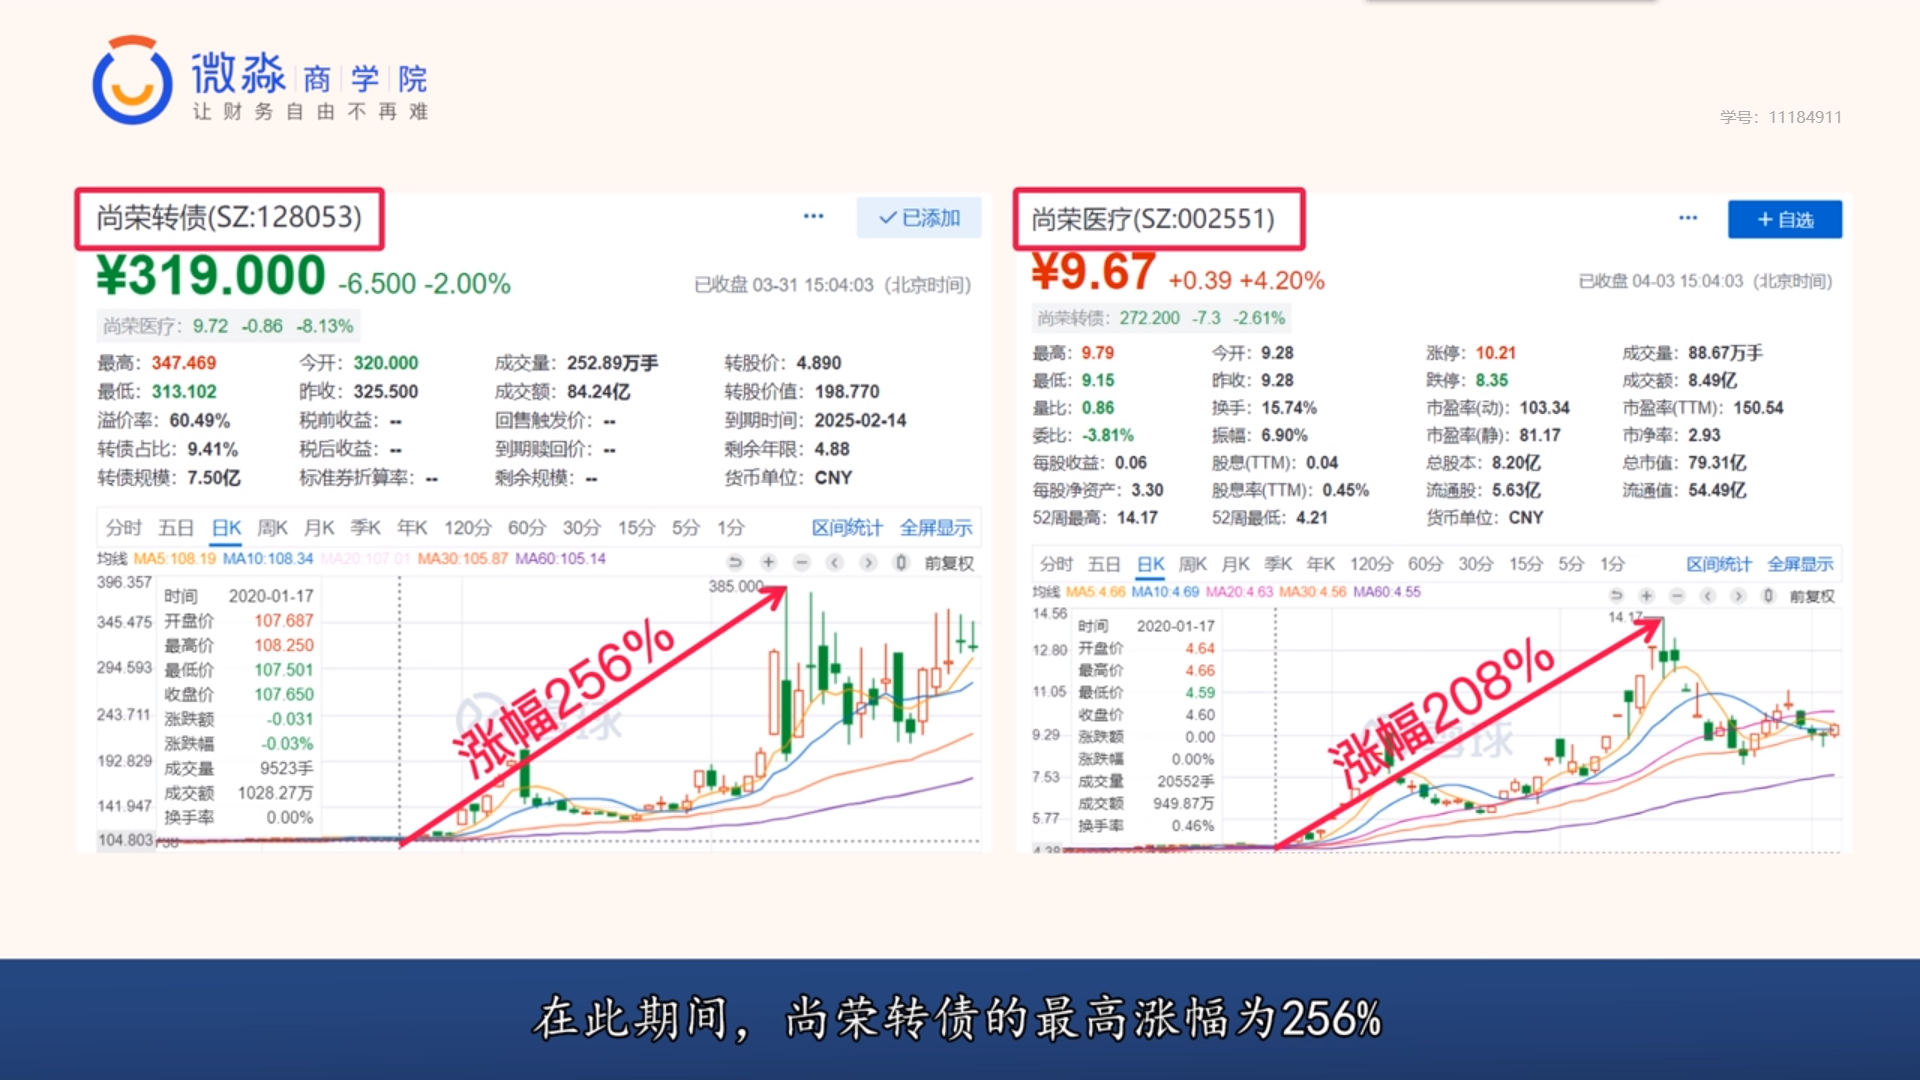 微淼 商 学 院
让财务自由不再难
学号：11184911
尚荣转债(SZ:128053)
··· ✓已添加
¥319.000 -6.500 -2.00%
已收盘 03-31 15:04:03（北京时间）
尚荣医疗： 9.72 -0.86 -8.13%
最高：347.469 今开：320.000 成交量：252.89万手 转股价：4.890
最低：313.102 昨收：325.500 成交额：84.24亿 转股价值：198.770
溢价率：60.49% 税前收益：-- 回售触发价：-- 到期时间：2025-02-14
转债占比：9.41% 税后收益：-- 到期赎回价：-- 剩余年限：4.88
转债规模：7.50亿 标准券折算率：-- 剩余规模：-- 货币单位：CNY
分时 五日 日K 周K 月K 季K 年K 120分 60分 30分 15分 5分 1分 区间统计 全屏显示
均线 MA5:108.19 MA10:108.34 MA20:107.01 MA30:105.87 MA60:105.14 前复权
396.357
345.475
294.593
243.711
192.829
141.947
104.803
385.000
时间 2020-01-17
开盘价 107.687
最高价 108.250
最低价 107.501
收盘价 107.650
涨跌额 -0.031
涨跌幅 -0.03%
成交量 9523手
成交额 1028.27万
换手率 0.00%
涨幅256%
尚荣医疗(SZ:002551)
··· +自选
¥9.67 +0.39 +4.20%
已收盘 04-03 15:04:03（北京时间）
尚荣转债： 272.200 -7.3 -2.61%
最高：9.79 今开：9.28 涨停：10.21 成交量：88.67万手
最低：9.15 昨收：9.28 跌停：8.35 成交额：8.49亿
量比：0.86 换手：15.74% 市盈率(动)：103.34 市盈率(TTM)：150.54
委比：-3.81% 振幅：6.90% 市盈率(静)：81.17 市净率：2.93
每股收益：0.06 股息(TTM)：0.04 总股本：8.20亿 总市值：79.31亿
每股净资产：3.30 股息率(TTM)：0.45% 流通股：5.63亿 流通值：54.49亿
52周最高：14.17 52周最低：4.21 货币单位：CNY
分时 五日 日K 周K 月K 季K 年K 120分 60分 30分 15分 5分 1分 区间统计 全屏显示
均线 MA5:4.66 MA10:4.69 MA20:4.63 MA30:4.56 MA60:4.55 前复权
14.56
12.80
11.05
9.29
7.53
5.77
4.38
14.17
时间 2020-01-17
开盘价 4.64
最高价 4.66
最低价 4.59
收盘价 4.60
涨跌额 0.00
涨跌幅 0.00%
成交量 20552手
成交额 949.87万
换手率 0.46%
涨幅208%
在此期间，尚荣转债的最高涨幅为256%